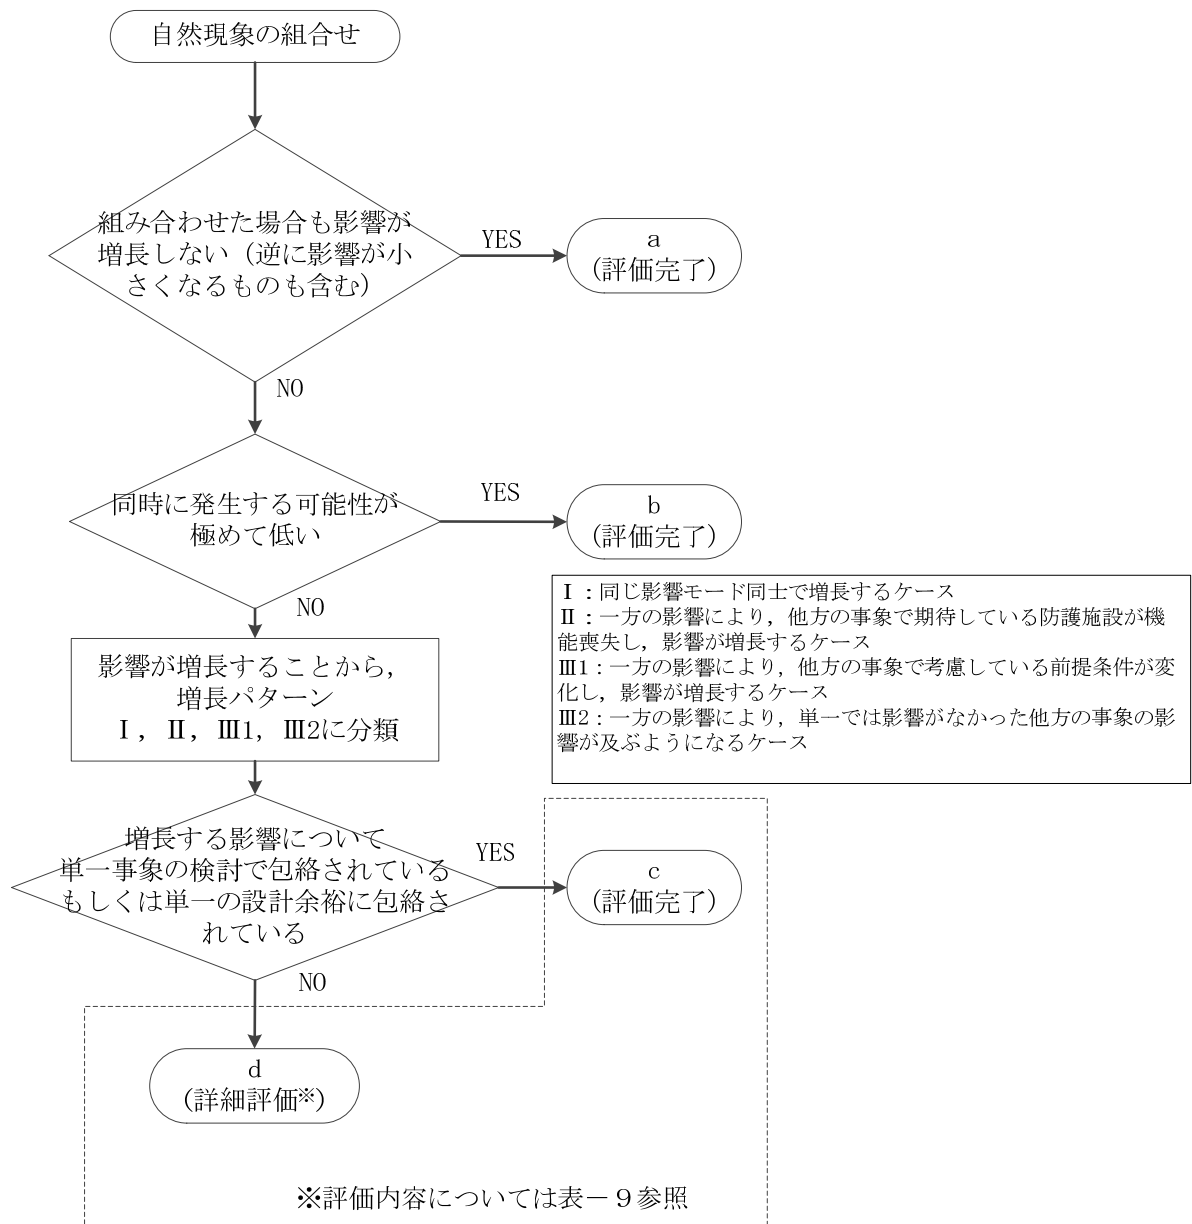 自然現象の組合せ
組み合わせた場合も影響が
増長しない（逆に影響が小
さくなるものも含む）
YES
a
（評価完了）
NO
同時に発生する可能性が
極めて低い
YES
b
（評価完了）
NO
Ⅰ：同じ影響モード同士で増長するケース
Ⅱ：一方の影響により，他方の事象で期待している防護施設が機
能喪失し，影響が増長するケース
Ⅲ1：一方の影響により，他方の事象で考慮している前提条件が変
化し，影響が増長するケース
Ⅲ2：一方の影響により，単一では影響がなかった他方の事象の影
響が及ぶようになるケース
影響が増長することから，
増長パターン
Ⅰ，Ⅱ，Ⅲ1，Ⅲ2に分類
増長する影響について
単一事象の検討で包絡されている
もしくは単一の設計余裕に包絡さ
れている
YES
c
（評価完了）
NO
d
（詳細評価※）
※評価内容については表－９参照